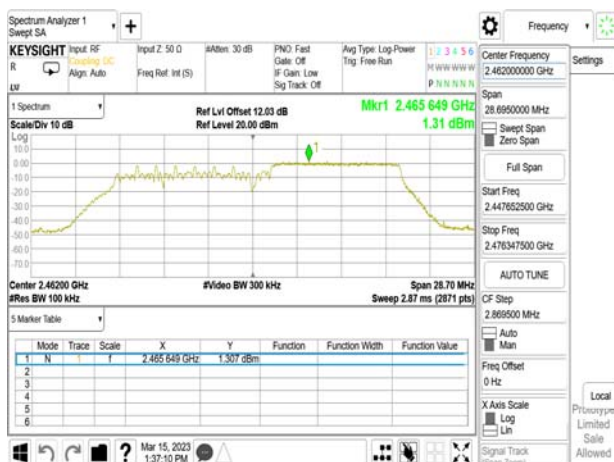 Spectrum Analyzer 1
Swept SA
Frequency
KEYSIGHT Input: RF Input Z: 50 Ω #Atten: 30 dB PNO: Fast Avg Type: Log-Power 1 2 3 4 5 6
R Coupling: DC Gate: Off Trig: Free Run M W W W W W
Align: Auto Freq Ref: Int (S) IF Gain: Low
Sig Track: Off P N N N N N
Center Frequency
2.462000000 GHz
Settings
1 Spectrum
Scale/Div 10 dB
Ref Lvl Offset 12.03 dB
Ref Level 20.00 dBm
Mkr1 2.465 649 GHz
1.31 dBm
Span
28.6950000 MHz
Swept Span
Zero Span
Full Span
Start Freq
2.447652500 GHz
Stop Freq
2.476347500 GHz
AUTO TUNE
CF Step
2.869500 MHz
Auto
Man
Freq Offset
0 Hz
X Axis Scale
Log
Lin
Signal Track
Local
Limited
Sale
Allowed
Log
10.0
0.00
-10.0
-20.0
-30.0
-40.0
-50.0
-60.0
-70.0
1
Center 2.46200 GHz #Video BW 300 kHz Span 28.70 MHz
#Res BW 100 kHz Sweep 2.87 ms (2871 pts)
5 Marker Table
Mode Trace Scale X Y Function Function Width Function Value
1 N 1 f 2.465 649 GHz 1.307 dBm
2
3
4
5
6
? Mar 15, 2023
1:37:10 PM